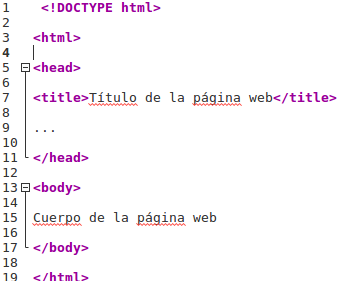 1 <!DOCTYPE html>
2
3 <html>
4
5 <head>
6
7 <title>Título de la página web</title>
8
9 ...
10
11 </head>
12
13 <body>
14
15 Cuerpo de la página web
16
17 </body>
18
19 </html>